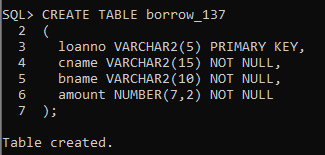 SQL> CREATE TABLE borrow_137
  2  (
  3    loanno VARCHAR2(5) PRIMARY KEY,
  4    cname VARCHAR2(15) NOT NULL,
  5    bname VARCHAR2(10) NOT NULL,
  6    amount NUMBER(7,2) NOT NULL
  7  );
Table created.